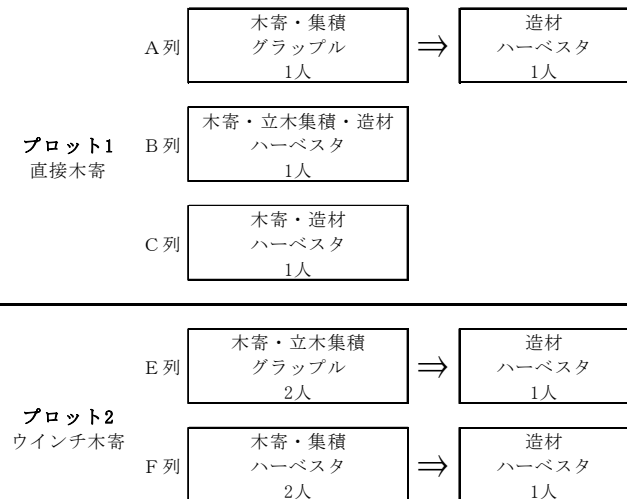 木寄・集積
グラップル
1人
⇒
造材
ハーベスタ
1人
A列
プロット1
直接木寄
B列
木寄・立木集積・造材
ハーベスタ
1人
C列
木寄・造材
ハーベスタ
1人
プロット2
ウインチ木寄
E列
木寄・立木集積
グラップル
2人
⇒
造材
ハーベスタ
1人
F列
木寄・集積
ハーベスタ
2人
⇒
造材
ハーベスタ
1人